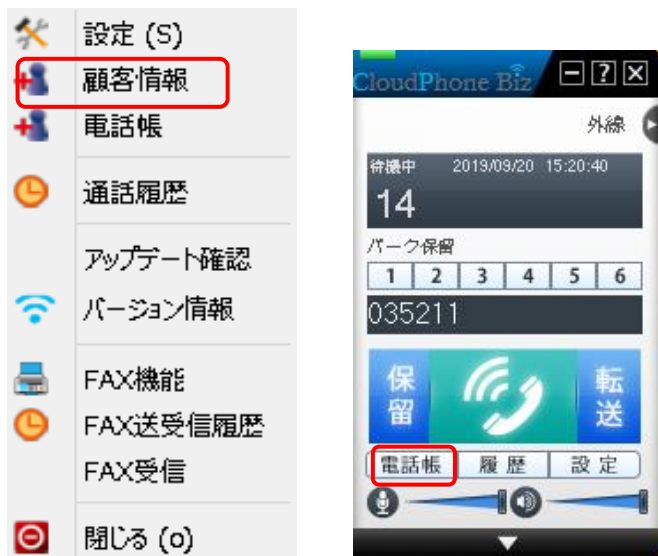 設定 (S)
顧客情報
電話帳
通話履歴
アップデート確認
バージョン情報
FAX機能
FAX送受信履歴
FAX受信
閉じる (o)
CloudPhone Biz
外線
待機中 2019/09/20 15:20:40
14
パーク保留
1 2 3 4 5 6
035211
保留
転送
電話帳 履歴 設定